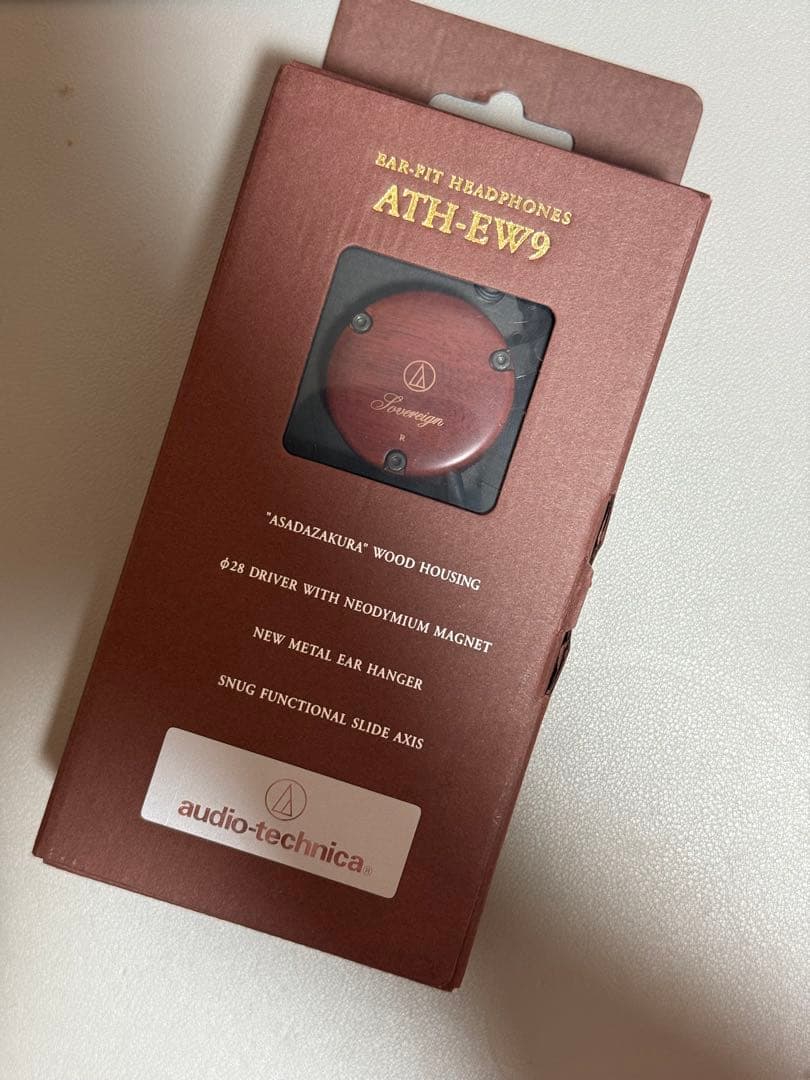 EAR-FIT HEADPHONES
ATH-EW9
Sovereign
R
"ASADAZAKURA" WOOD HOUSING
φ28 DRIVER WITH NEODYMIUM MAGNET
NEW METAL EAR HANGER
SNUG FUNCTIONAL SLIDE AXIS
audio-technica®